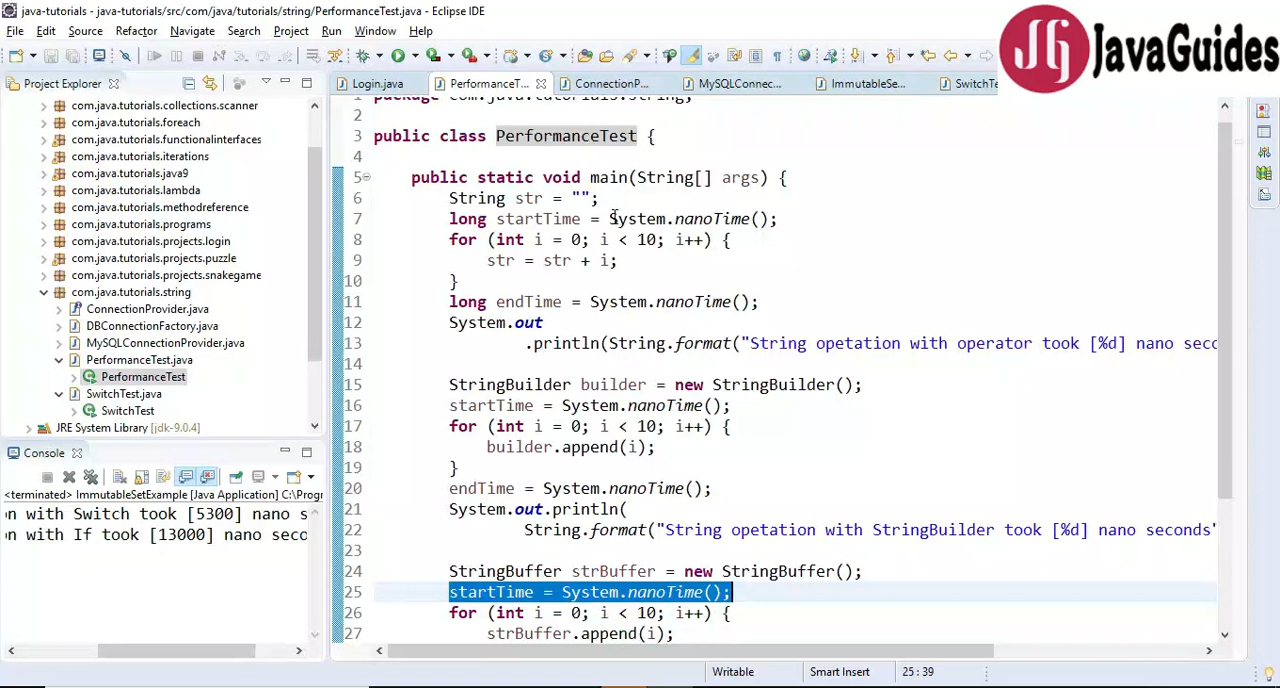 java-tutorials - java-tutorials/src/com/java/tutorials/string/PerformanceTest.java - Eclipse IDE
JavaGuides
File Edit Source Refactor Navigate Search Project Run Window Help
Project Explorer
com.java.tutorials.collections.scanner
com.java.tutorials.foreach
com.java.tutorials.functionalinterfaces
com.java.tutorials.iterations
com.java.tutorials.java9
com.java.tutorials.lambda
com.java.tutorials.methodreference
com.java.tutorials.programs
com.java.tutorials.projects.login
com.java.tutorials.projects.puzzle
com.java.tutorials.projects.snakegame
com.java.tutorials.string
ConnectionProvider.java
DBConnectionFactory.java
MySQLConnectionProvider.java
PerformanceTest.java
PerformanceTest
SwitchTest.java
SwitchTest
JRE System Library [jdk-9.0.4]
Console
<terminated> ImmutableSetExample [Java Application] C:\Progr
on with Switch took [5300] nano s
on with If took [13000] nano seco
Login.java PerformanceT... ConnectionP... MySQLConnec... ImmutableSe... SwitchTest
1 package com.java.tutorials.string;
2
3 public class PerformanceTest {
4
5 public static void main(String[] args) {
6 String str = "";
7 long startTime = System.nanoTime();
8 for (int i = 0; i < 10; i++) {
9 str = str + i;
10 }
11 long endTime = System.nanoTime();
12 System.out
13 .println(String.format("String opetation with operator took [%d] nano secc
14
15 StringBuilder builder = new StringBuilder();
16 startTime = System.nanoTime();
17 for (int i = 0; i < 10; i++) {
18 builder.append(i);
19 }
20 endTime = System.nanoTime();
21 System.out.println(
22 String.format("String opetation with StringBuilder took [%d] nano seconds"
23
24 StringBuffer strBuffer = new StringBuffer();
25 startTime = System.nanoTime();
26 for (int i = 0; i < 10; i++) {
27 strBuffer.append(i);
Writable Smart Insert 25 : 39